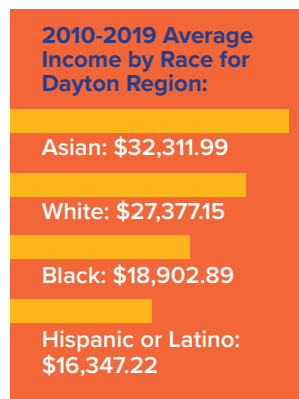 2010-2019 Average
Income by Race for
Dayton Region:
Asian: $32,311.99
White: $27,377.15
Black: $18,902.89
Hispanic or Latino:
$16,347.22